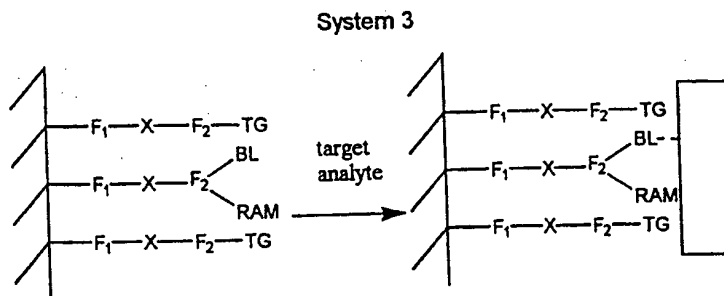 System 3
F₁—X—F₂—TG
BL
F₁—X—F₂
RAM
F₁—X—F₂—TG
target
analyte
F₁—X—F₂—TG
BL
F₁—X—F₂
RAM
F₁—X—F₂—TG